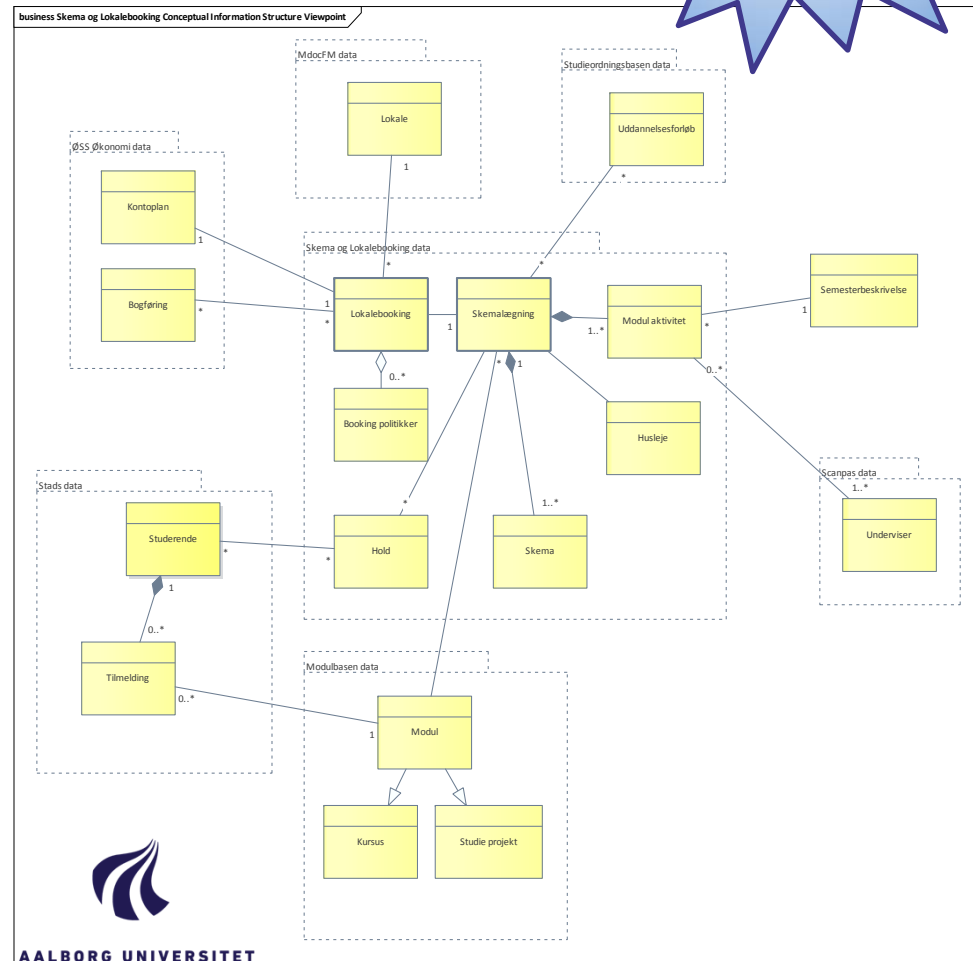 business Skema og Lokalebooking Conceptual Information Structure Viewpoint
MdocFM data
Lokale
1
*
Studieordningsbasen data
Uddannelsesforløb
*
*
ØSS Økonomi data
Kontoplan
1
1
Bogføring
*
*
Skema og Lokalebooking data
Lokalebooking
Skemalægning
1
Modul aktivitet
1..*
*
Semesterbeskrivelse
1
0..*
Booking politikker
*
1
0..*
Husleje
Scanpas data
1..*
Underviser
Stads data
Studerende
*
*
Hold
*
1..*
Skema
1
0..*
Tilmelding
0..*
Modulbasen data
Modul
1
Kursus
Studie projekt
AALBORG UNIVERSITET